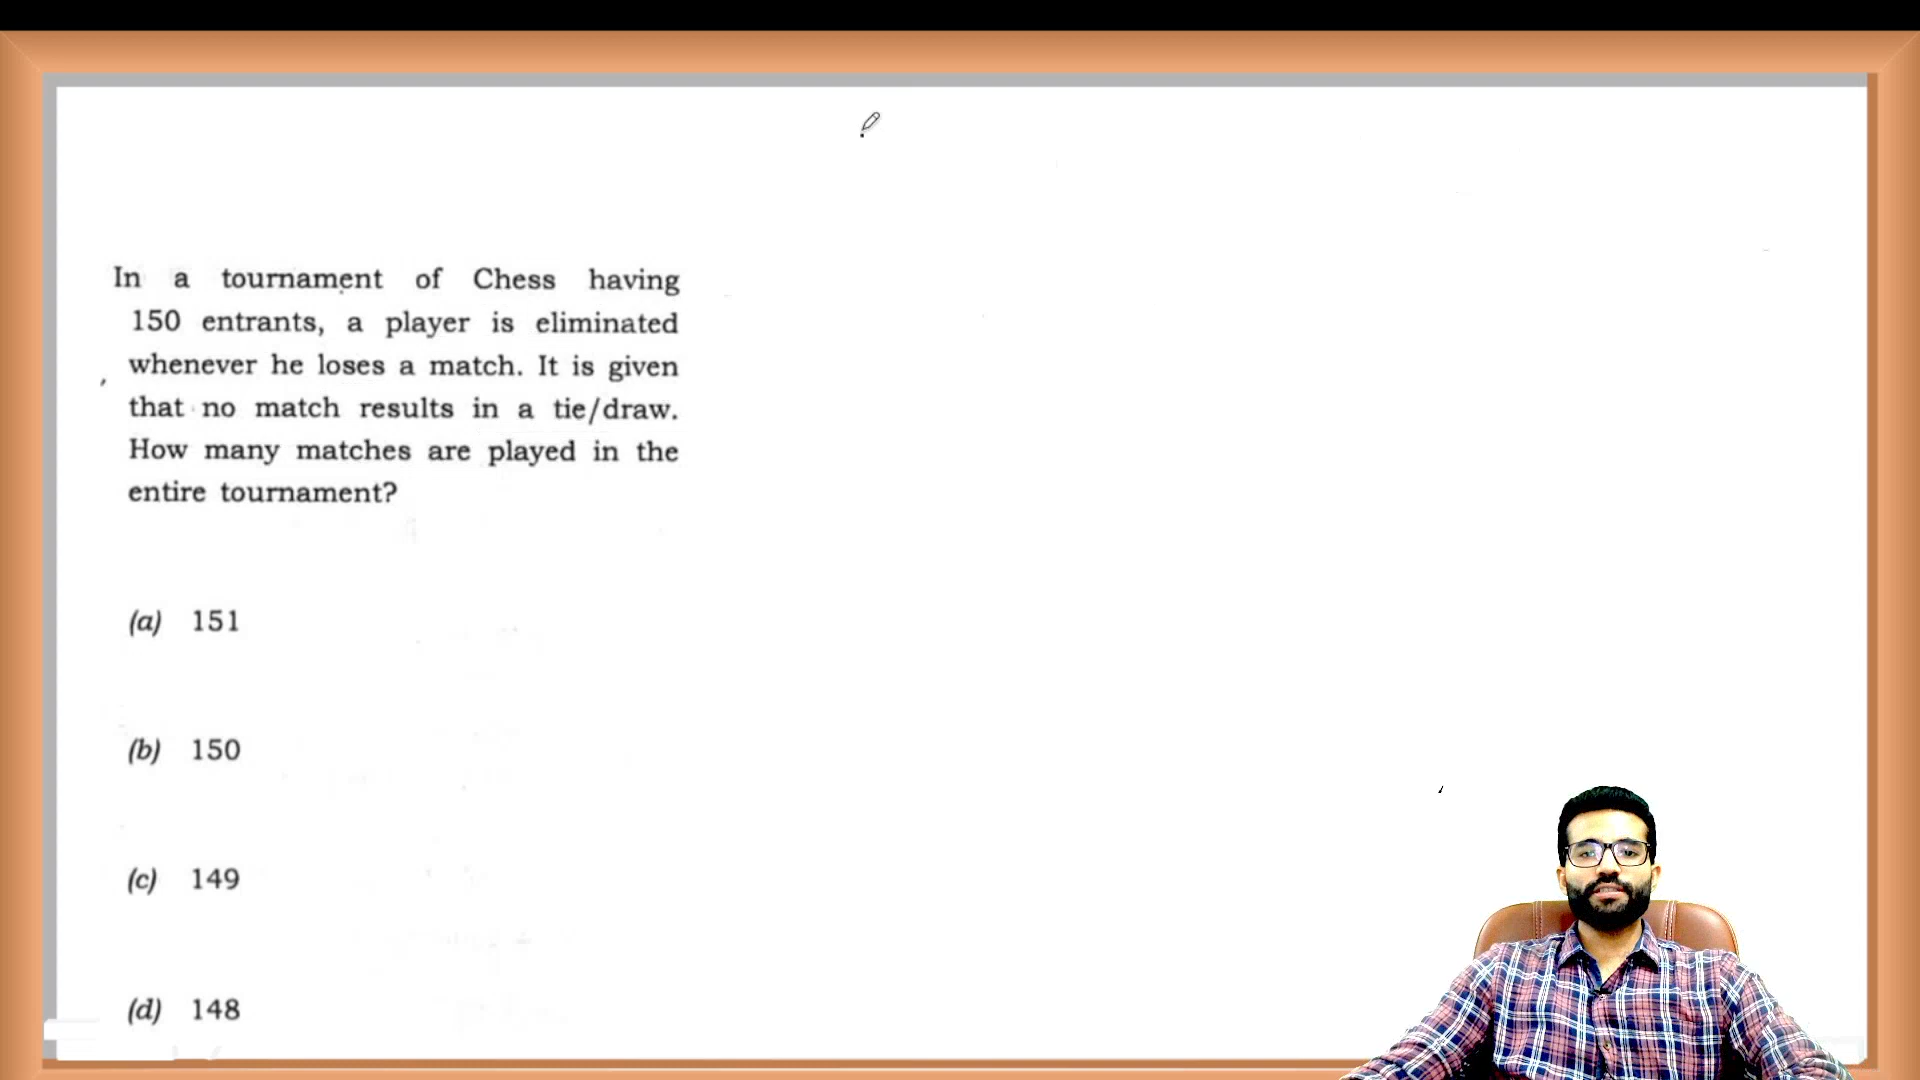 In a tournament of Chess having
150 entrants, a player is eliminated
whenever he loses a match. It is given
that no match results in a tie/draw.
How many matches are played in the
entire tournament?
(a) 151
(b) 150
(c) 149
(d) 148